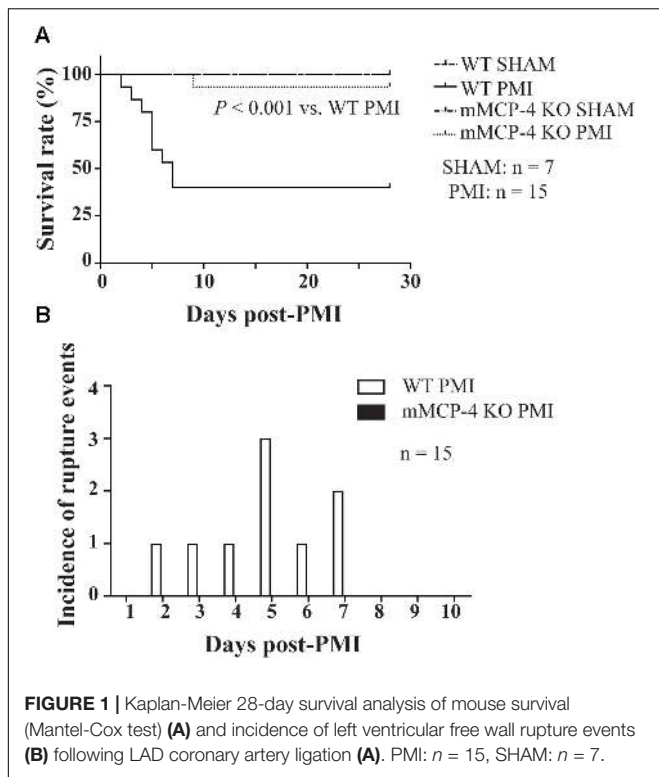 A
Survival rate (%)
100
75
50
25
0
P < 0.001 vs. WT PMI
0 10 20 30
Days post-PMI
WT SHAM
WT PMI
mMCP-4 KO SHAM
mMCP-4 KO PMI
SHAM: n = 7
PMI: n = 15
B
Incidence of rupture events
4
3
2
1
0
WT PMI
mMCP-4 KO PMI
n = 15
1 2 3 4 5 6 7 8 9 10
Days post-PMI
FIGURE 1 | Kaplan-Meier 28-day survival analysis of mouse survival
(Mantel-Cox test) (A) and incidence of left ventricular free wall rupture events
(B) following LAD coronary artery ligation (A). PMI: n = 15, SHAM: n = 7.